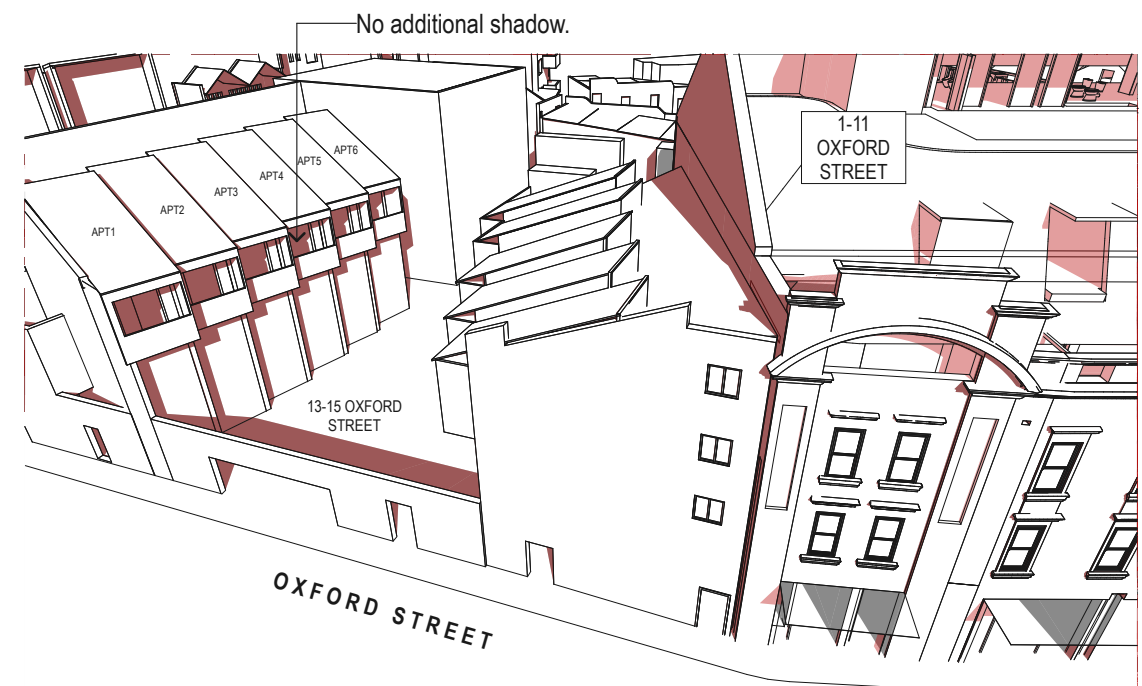 No additional shadow.
1-11
OXFORD
STREET
APT1
APT2
APT3
APT4
APT5
APT6
13-15 OXFORD
STREET
OXFORD STREET